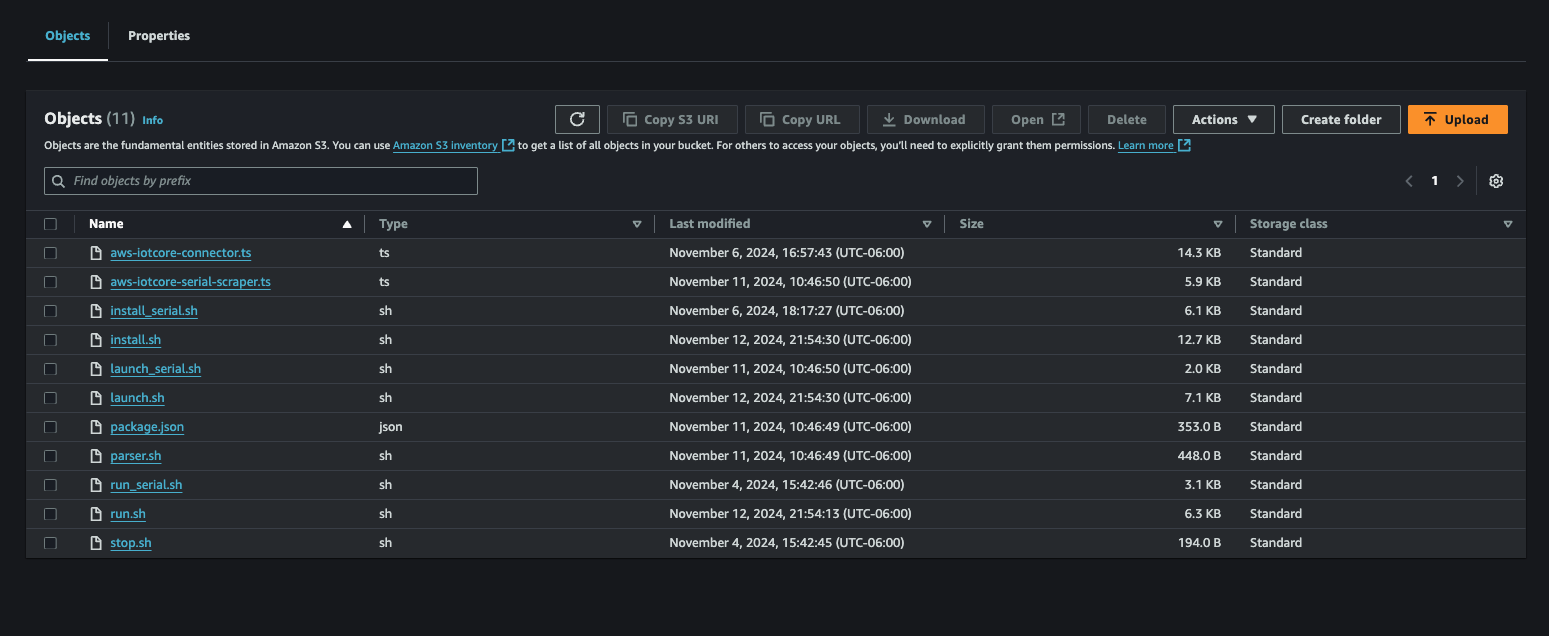 Objects Properties
Objects (11) Info Copy S3 URI Copy URL Download Open Delete Actions Create folder Upload
Objects are the fundamental entities stored in Amazon S3. You can use Amazon S3 inventory to get a list of all objects in your bucket. For others to access your objects, you'll need to explicitly grant them permissions. Learn more
Find objects by prefix 1
Name Type Last modified Size Storage class
aws-iotcore-connector.ts ts November 6, 2024, 16:57:43 (UTC-06:00) 14.3 KB Standard
aws-iotcore-serial-scraper.ts ts November 11, 2024, 10:46:50 (UTC-06:00) 5.9 KB Standard
install_serial.sh sh November 6, 2024, 18:17:27 (UTC-06:00) 6.1 KB Standard
install.sh sh November 12, 2024, 21:54:30 (UTC-06:00) 12.7 KB Standard
launch_serial.sh sh November 11, 2024, 10:46:50 (UTC-06:00) 2.0 KB Standard
launch.sh sh November 12, 2024, 21:54:30 (UTC-06:00) 7.1 KB Standard
package.json json November 11, 2024, 10:46:49 (UTC-06:00) 353.0 B Standard
parser.sh sh November 11, 2024, 10:46:49 (UTC-06:00) 448.0 B Standard
run_serial.sh sh November 4, 2024, 15:42:46 (UTC-06:00) 3.1 KB Standard
run.sh sh November 12, 2024, 21:54:13 (UTC-06:00) 6.3 KB Standard
stop.sh sh November 4, 2024, 15:42:45 (UTC-06:00) 194.0 B Standard